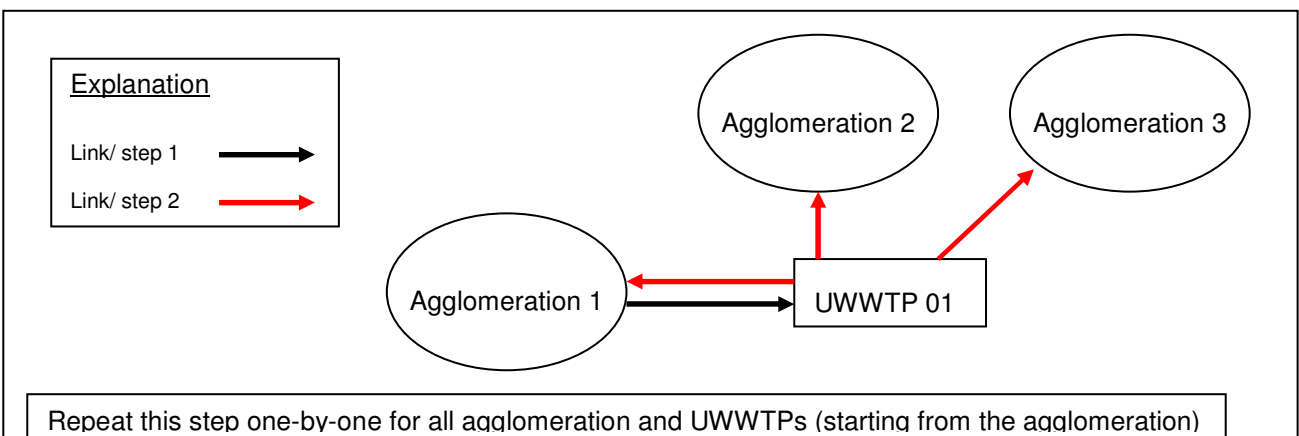 Explanation
Link/ step 1
Link/ step 2
Agglomeration 2
Agglomeration 3
Agglomeration 1
UWWTP 01
Repeat this step one-by-one for all agglomeration and UWWTPs (starting from the agglomeration)